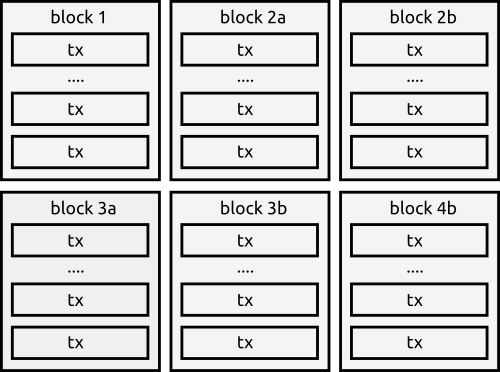 block 1
tx
....
tx
tx
block 2a
tx
....
tx
tx
block 2b
tx
....
tx
tx
block 3a
tx
....
tx
tx
block 3b
tx
....
tx
tx
block 4b
tx
....
tx
tx